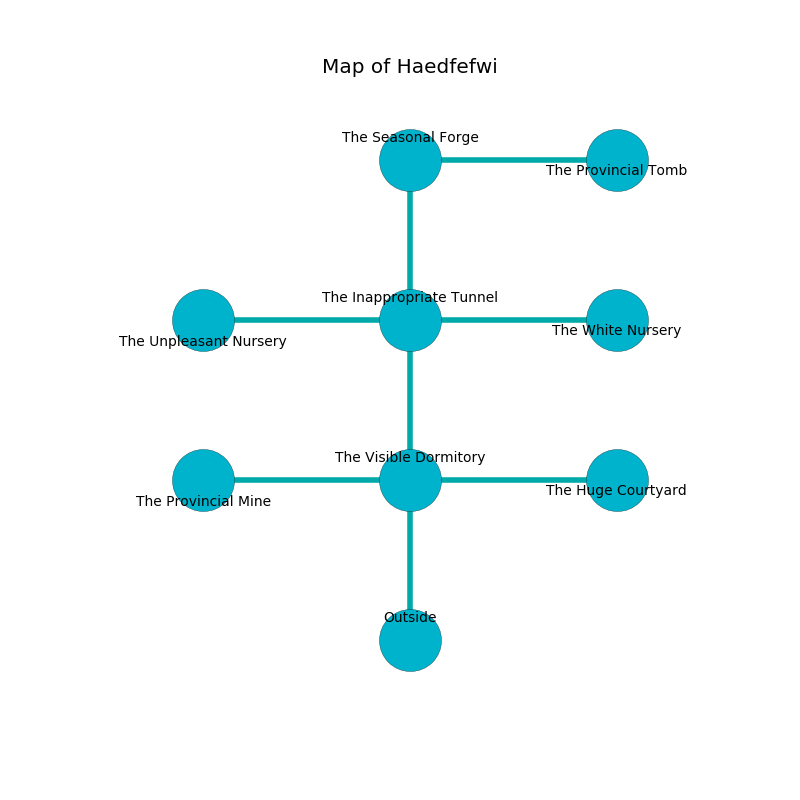 Map of Haedfefwi
The Seasonal Forge
The Provincial Tomb
The Inappropriate Tunnel
The White Nursery
The Unpleasant Nursery
The Visible Dormitory
The Huge Courtyard
The Provincial Mine
Outside